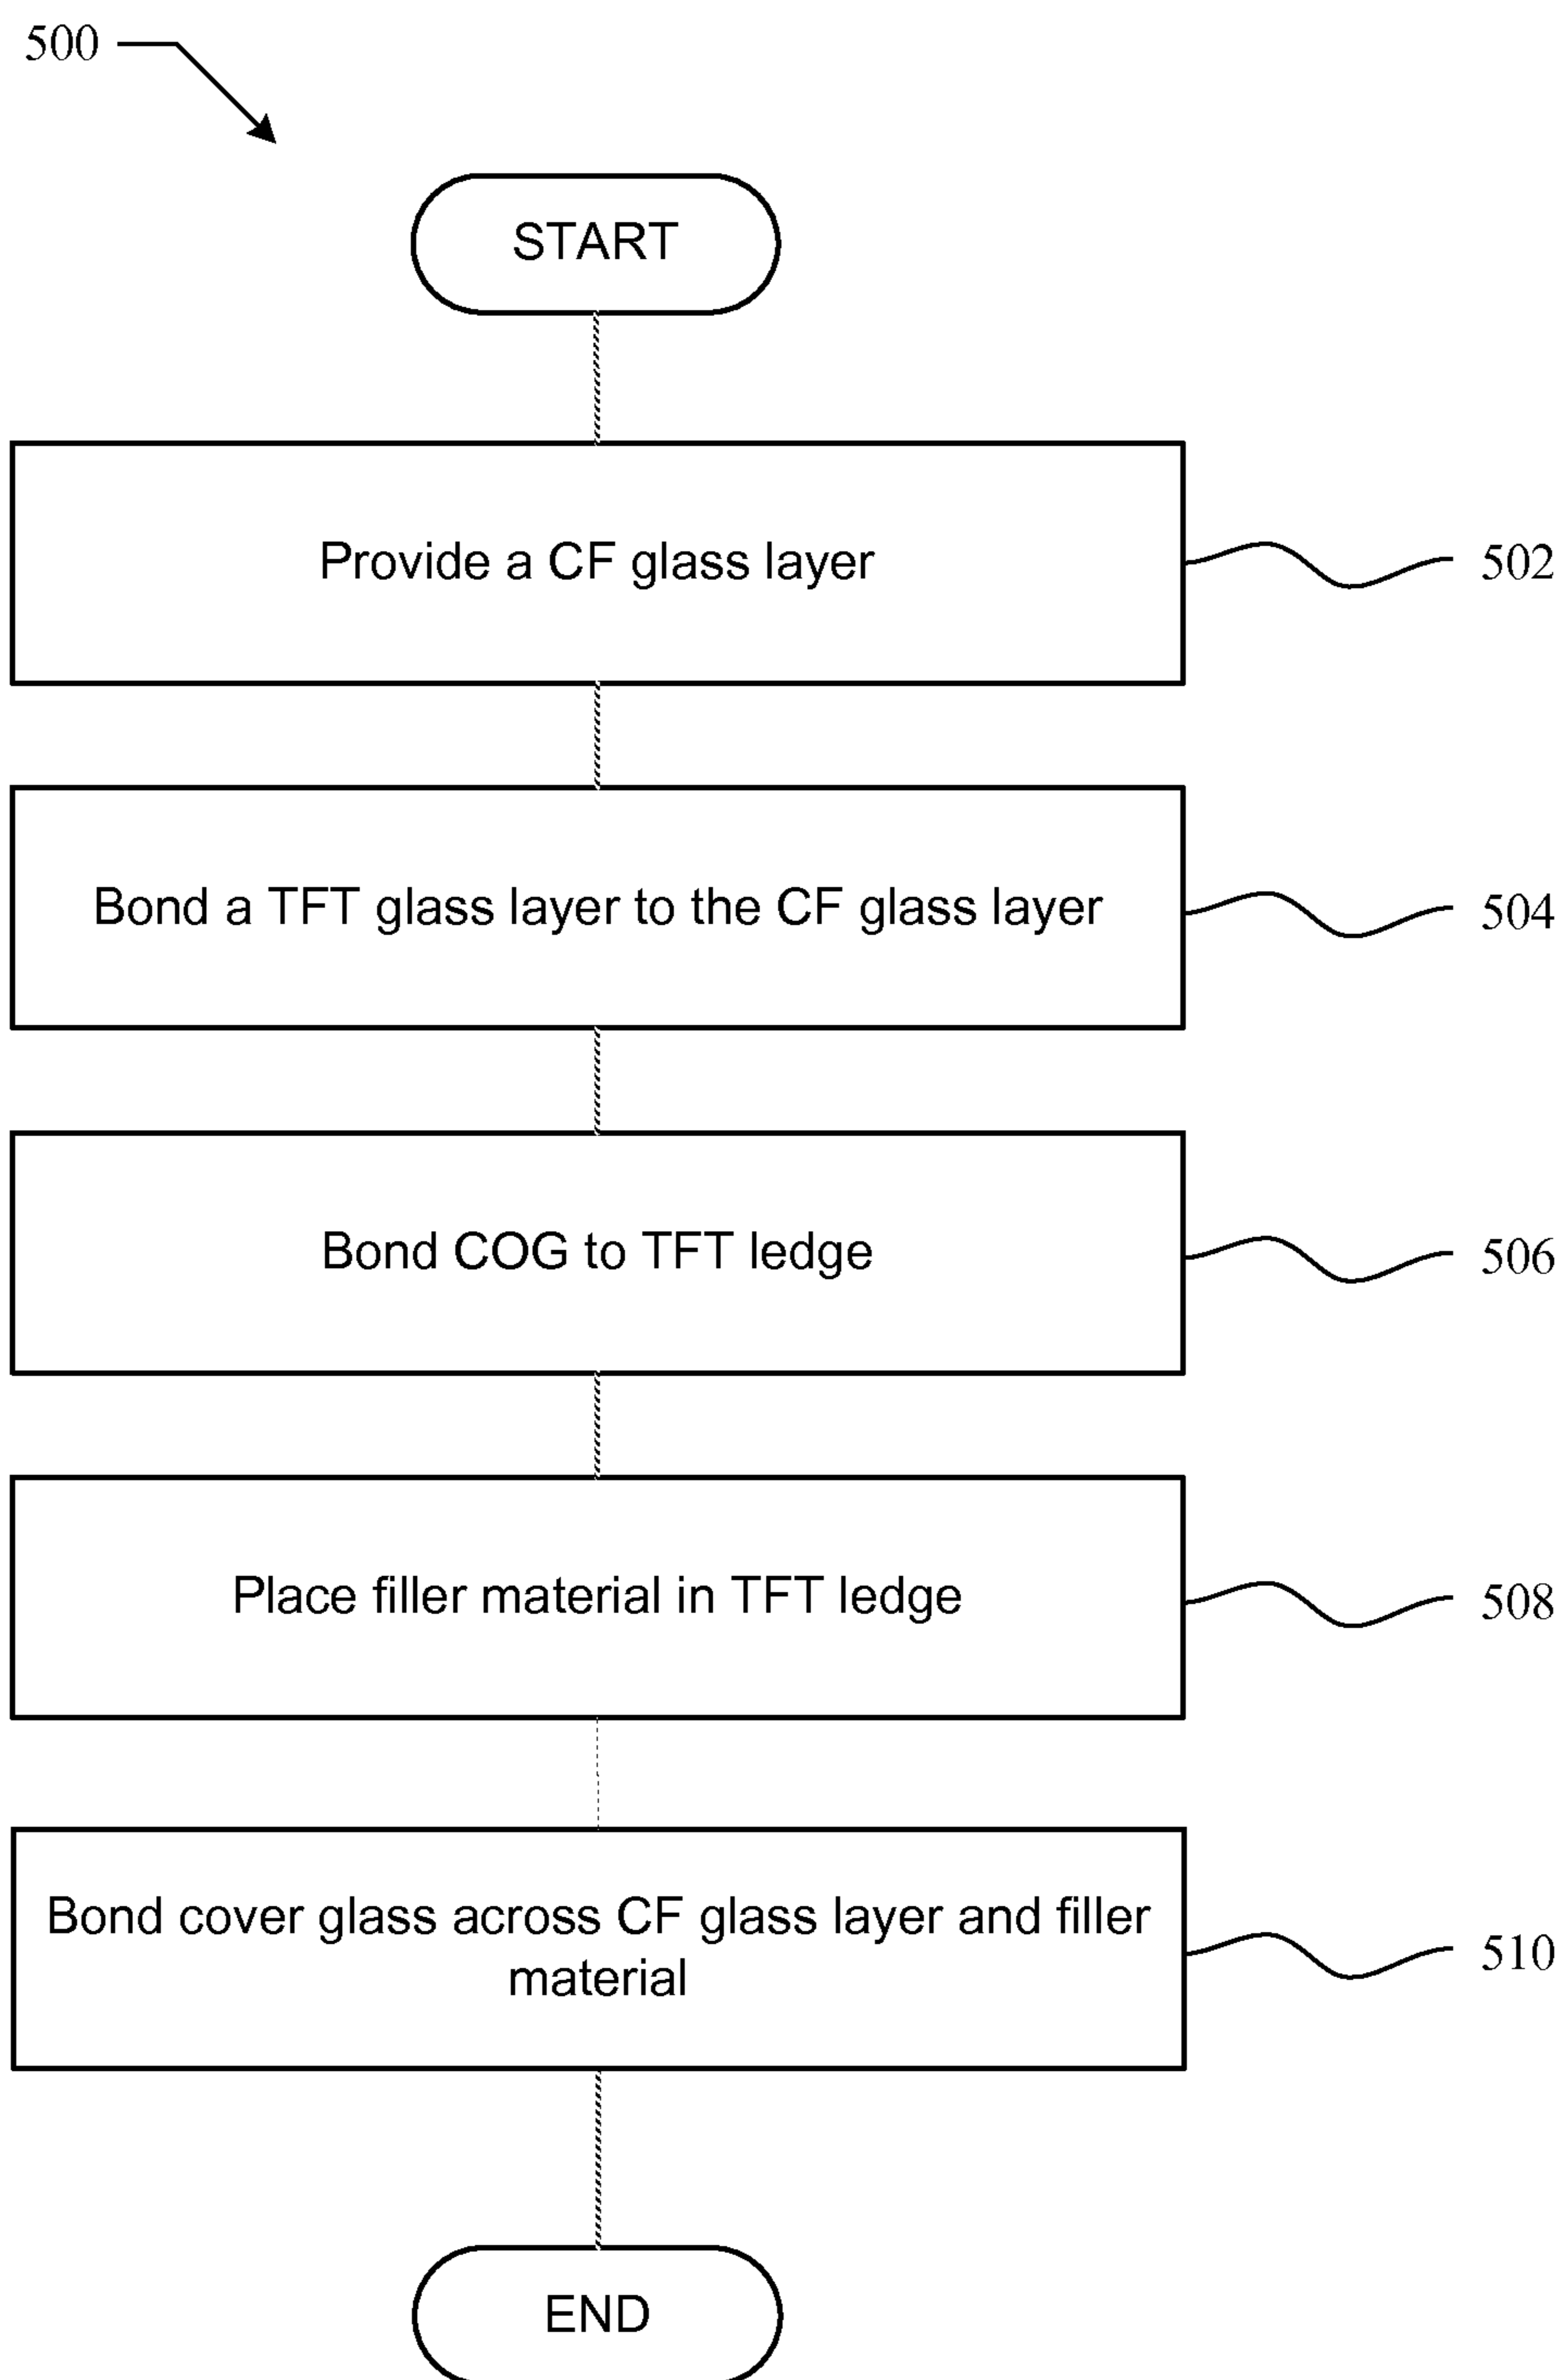 500
START
Provide a CF glass layer
502
Bond a TFT glass layer to the CF glass layer
504
Bond COG to TFT ledge
506
Place filler material in TFT ledge
508
Bond cover glass across CF glass layer and filler
material
510
END